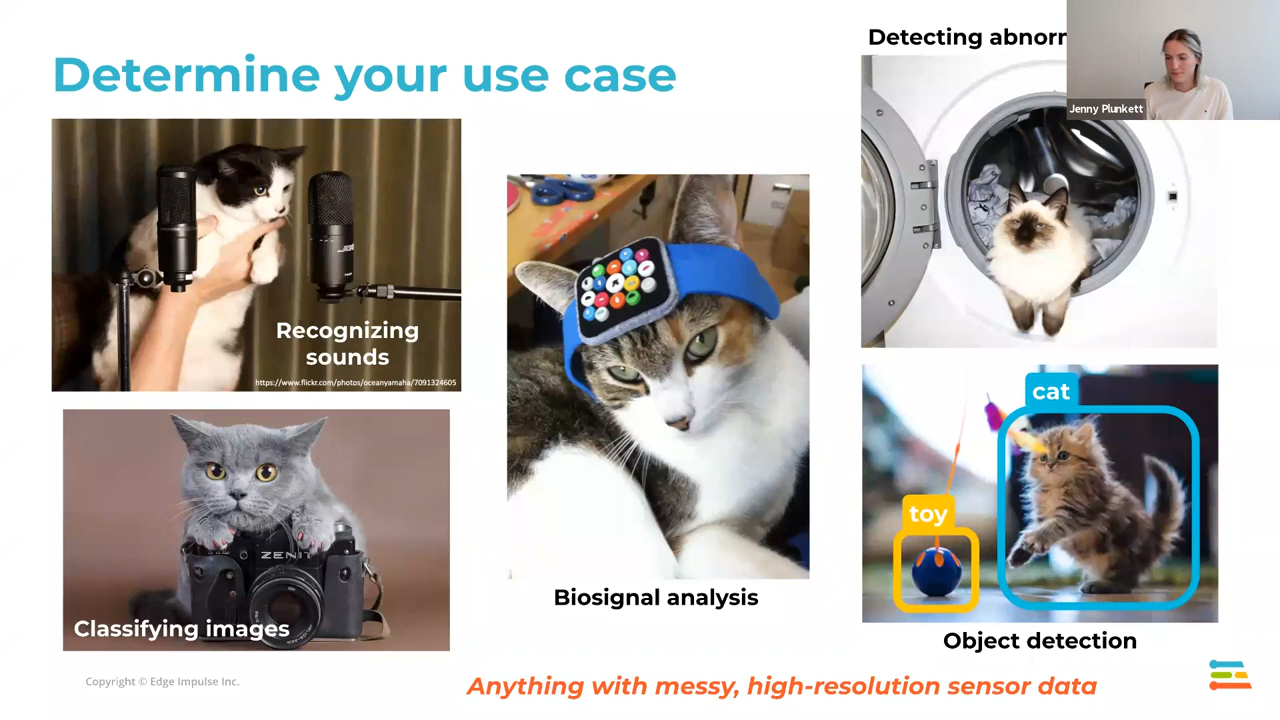 Determine your use case
Detecting abnorm
Jenny Plunkett
Recognizing
sounds
https://www.flickr.com/photos/oceanyamaha/7091324605
ZENIT
Classifying images
Biosignal analysis
cat
toy
Object detection
Copyright © Edge Impulse Inc.
Anything with messy, high-resolution sensor data